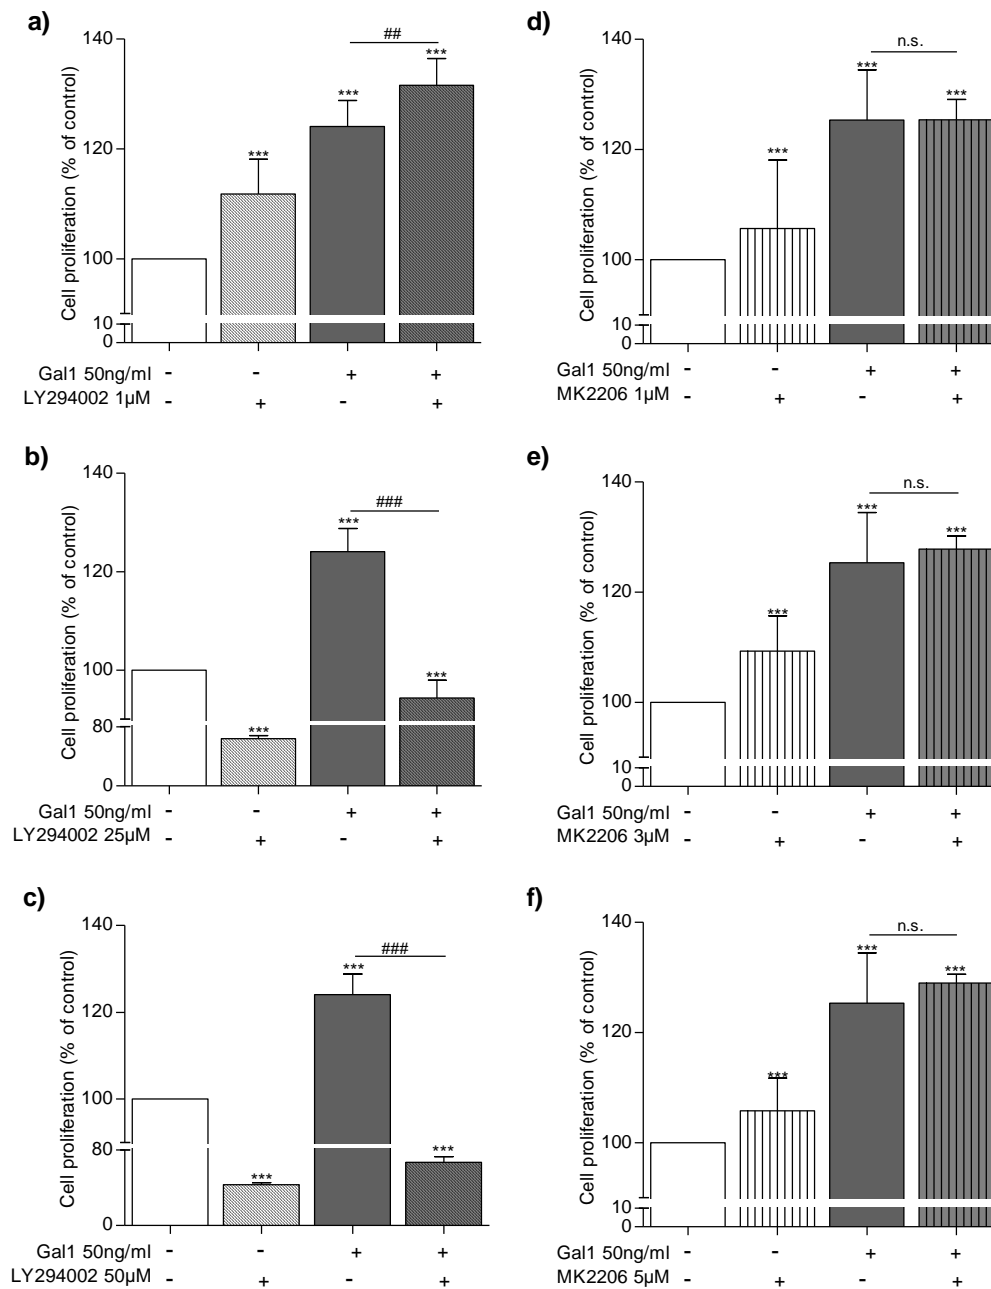 a)
##
140
120
100
10
0
Cell proliferation (% of control)
***
***
***
Gal1 50ng/ml - - + +
LY294002 1µM - + - +
d)
n.s.
140
120
100
10
0
Cell proliferation (% of control)
***
***
***
Gal1 50ng/ml - - + +
MK2206 1µM - + - +
b)
###
140
120
100
80
0
Cell proliferation (% of control)
***
***
***
Gal1 50ng/ml - - + +
LY294002 25µM - + - +
e)
n.s.
140
120
100
10
0
Cell proliferation (% of control)
***
***
***
Gal1 50ng/ml - - + +
MK2206 3µM - + - +
c)
###
140
120
100
80
0
Cell proliferation (% of control)
***
***
***
Gal1 50ng/ml - - + +
LY294002 50µM - + - +
f)
n.s.
140
120
100
10
0
Cell proliferation (% of control)
***
***
***
Gal1 50ng/ml - - + +
MK2206 5µM - + - +